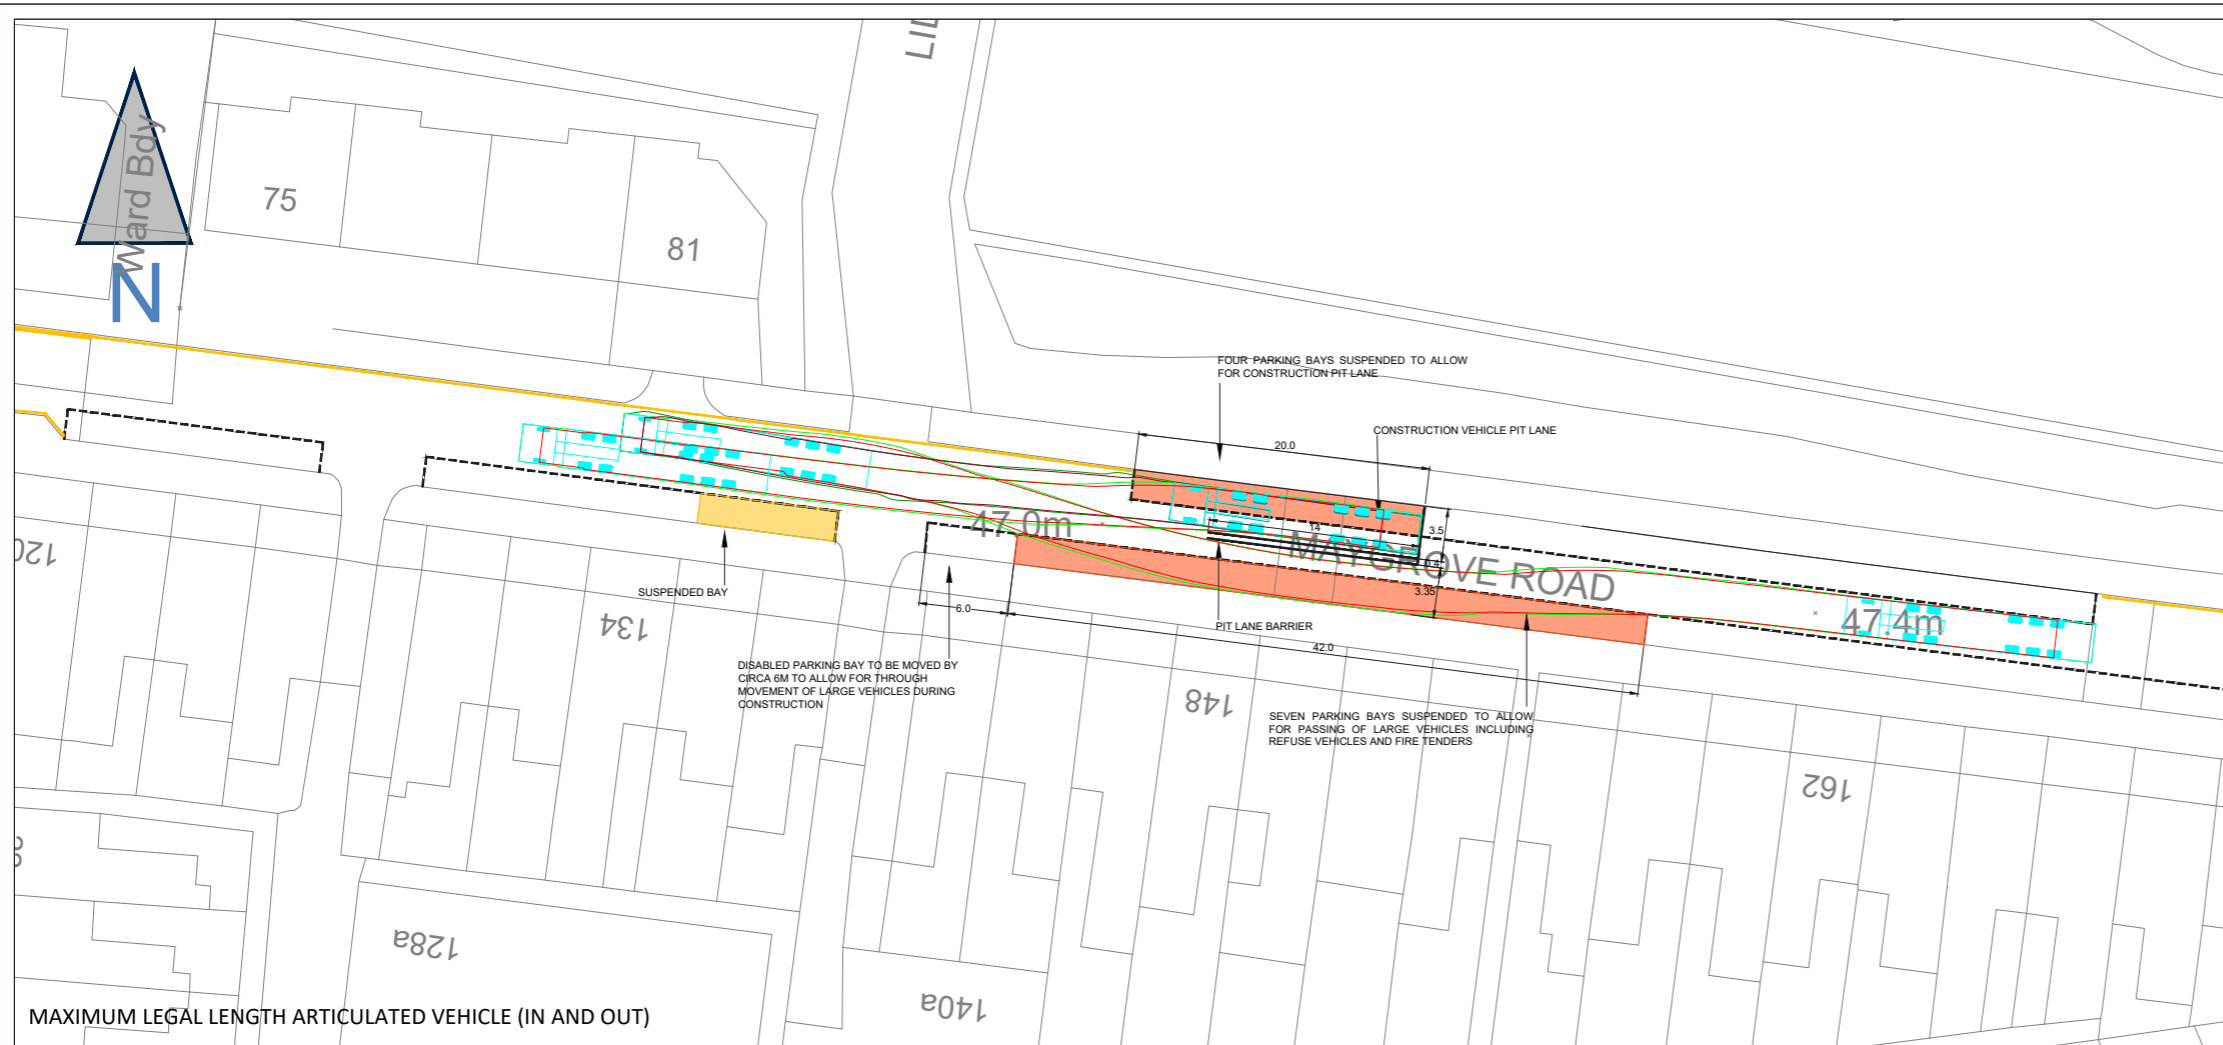 LIL
Ward Bdy
N
75
81
FOUR PARKING BAYS SUSPENDED TO ALLOW
FOR CONSTRUCTION PIT LANE
CONSTRUCTION VEHICLE PIT LANE
20.0
47.0m
14
3.5
0.4
MAYGROVE ROAD
3.35
47.4m
120
SUSPENDED BAY
6.0
134
PIT LANE BARRIER
42.0
DISABLED PARKING BAY TO BE MOVED BY
CIRCA 6M TO ALLOW FOR THROUGH
MOVEMENT OF LARGE VEHICLES DURING
CONSTRUCTION
148
SEVEN PARKING BAYS SUSPENDED TO ALLOW
FOR PASSING OF LARGE VEHICLES INCLUDING
REFUSE VEHICLES AND FIRE TENDERS
162
128a
140a
MAXIMUM LEGAL LENGTH ARTICULATED VEHICLE (IN AND OUT)